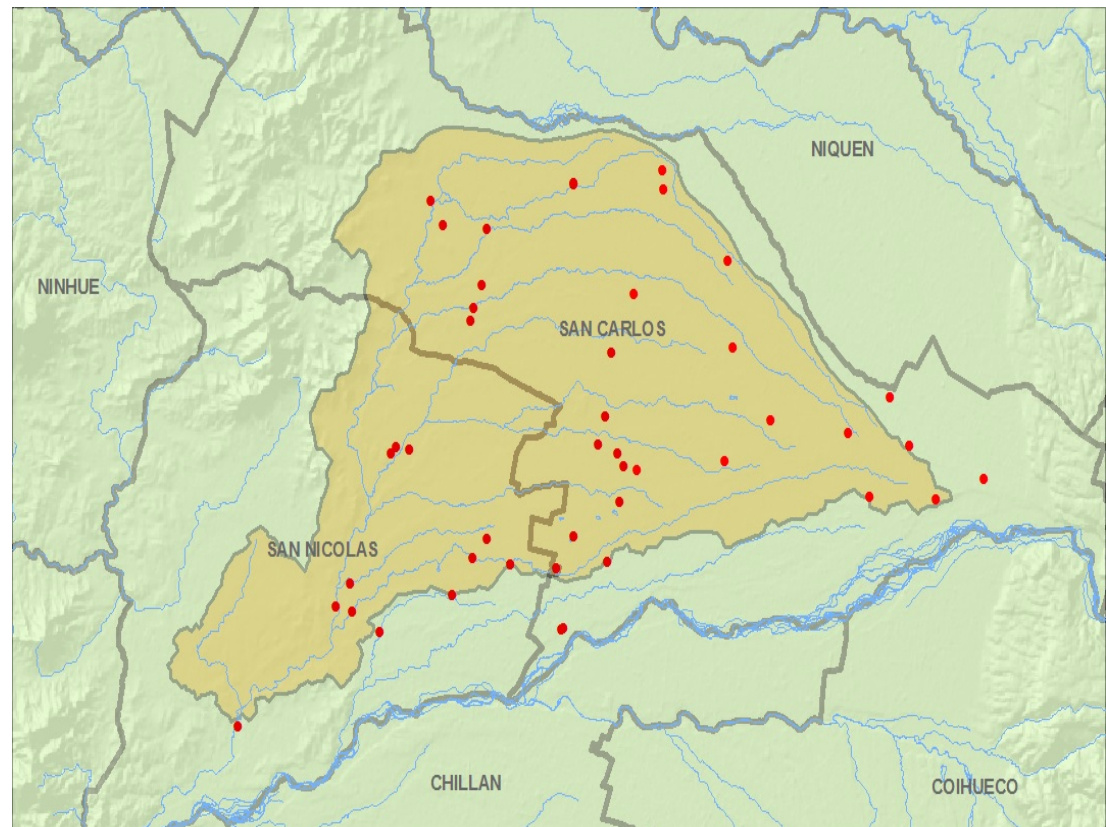 NIQUEN
NINHUE
SAN CARLOS
SAN NICOLAS
CHILLAN
COIHUECO